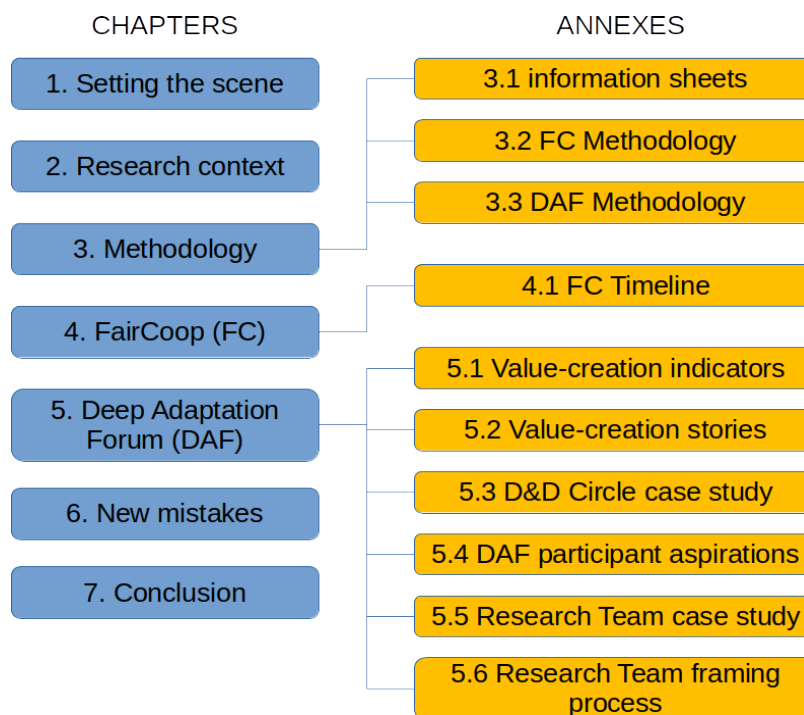 CHAPTERS
1. Setting the scene
2. Research context
3. Methodology
4. FairCoop (FC)
5. Deep Adaptation
Forum (DAF)
6. New mistakes
7. Conclusion
ANNEXES
3.1 information sheets
3.2 FC Methodology
3.3 DAF Methodology
4.1 FC Timeline
5.1 Value-creation indicators
5.2 Value-creation stories
5.3 D&D Circle case study
5.4 DAF participant aspirations
5.5 Research Team case study
5.6 Research Team framing
process